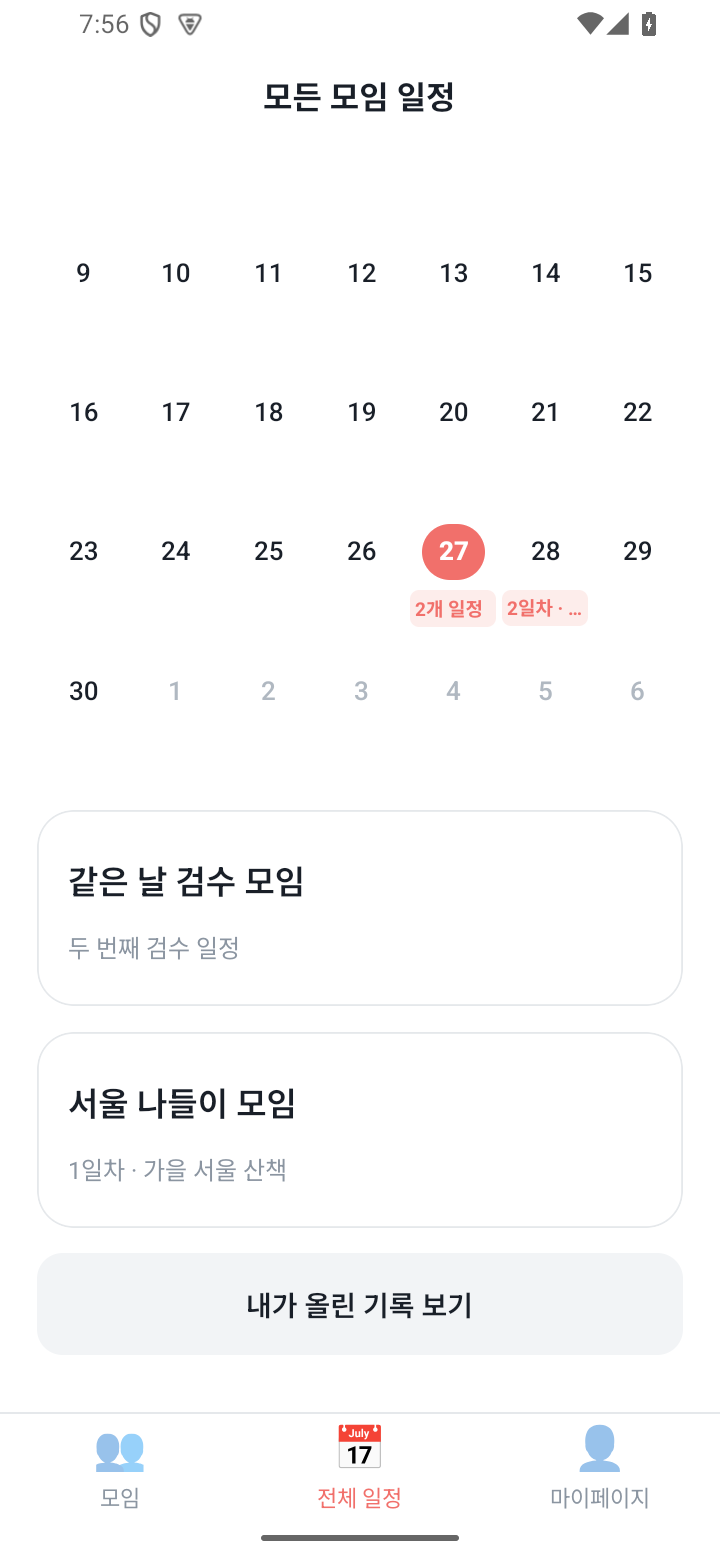 7:56
모든 모임 일정
9 10 11 12 13 14 15
16 17 18 19 20 21 22
23 24 25 26 27 28 29
2개 일정 2일차 · ...
30 1 2 3 4 5 6
같은 날 검수 모임
두 번째 검수 일정
서울 나들이 모임
1일차 · 가을 서울 산책
내가 올린 기록 보기
July
17
모임 전체 일정 마이페이지